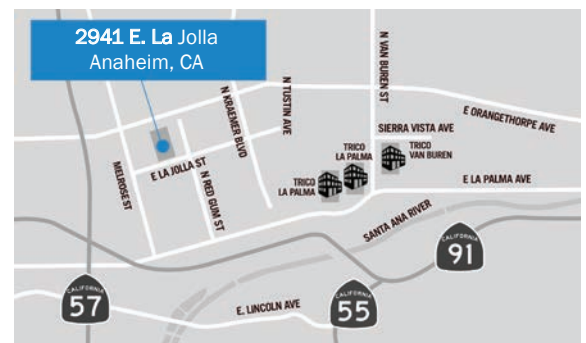 2941 E. La Jolla
Anaheim, CA
N VAN BUREN ST
N TUSTIN AVE
N KRAEMER BLVD
E ORANGETHORPE AVE
SIERRA VISTA AVE
TRICO
LA PALMA
TRICO
VAN BUREN
MELROSE ST
E LA JOLLA ST
N RED GUM ST
TRICO
LA PALMA
E LA PALMA AVE
SANTA ANA RIVER
CALIFORNIA
91
CALIFORNIA
57
E. LINCOLN AVE
CALIFORNIA
55